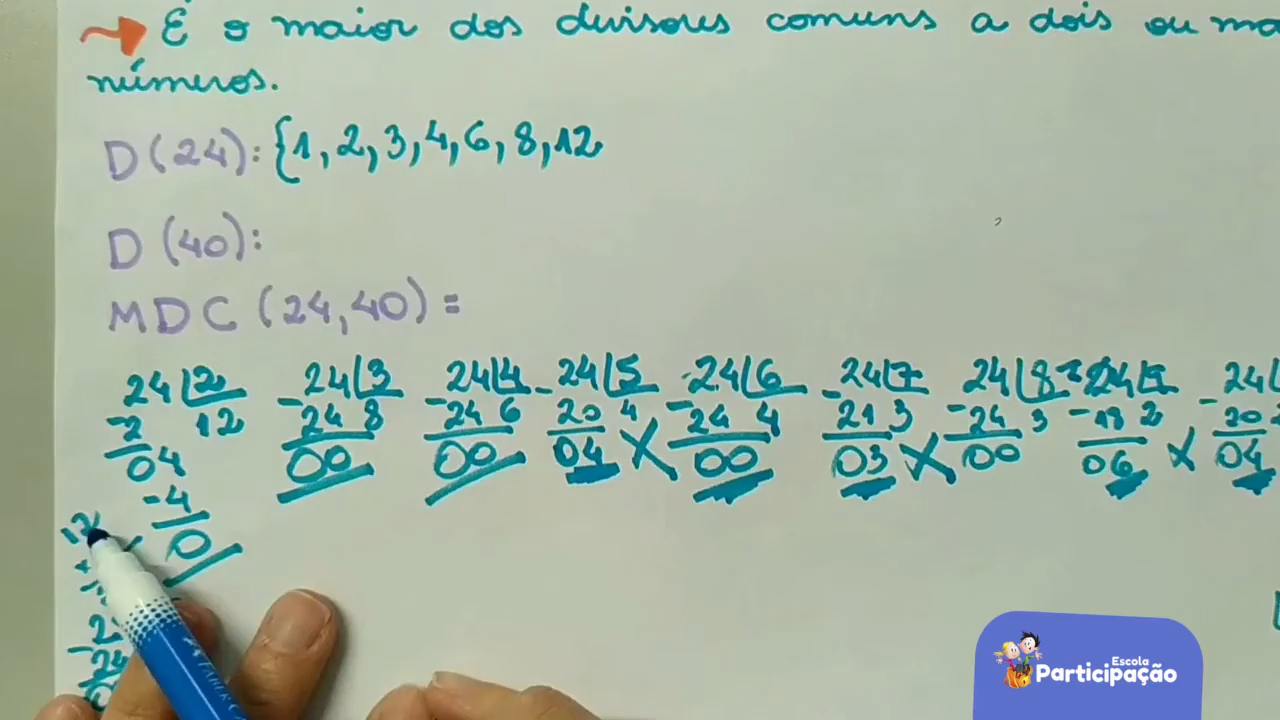 É o maior dos divisores comuns a dois ou
números.
D(24): {1, 2, 3, 4, 6, 8, 12
D(40):
MDC (24,40) =
24 2 24 3 24 4 24 5 24 6 24 7 24 8 24
-2 12 -24 8 -24 6 20 4 -24 4 -21 3 -24 3 -18 2 -20
04 00 00 04 X 00 03 X 00 06 X 04
-4
0
12
24
Escola
Participação